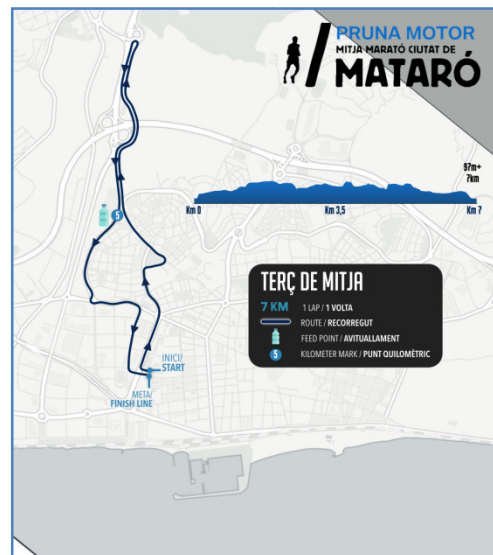 PRUNA MOTOR
MITJA MARATÓ CIUTAT DE
MATARÓ
97m+
7km
Km 0
Km 3,5
Km 7
5
TERÇ DE MITJA
7 KM 1 LAP / 1 VOLTA
ROUTE / RECORREGUT
FEED POINT / AVITUALLAMENT
5 KILOMETER MARK / PUNT QUILOMÈTRIC
INICI/
START
META/
FINISH LINE